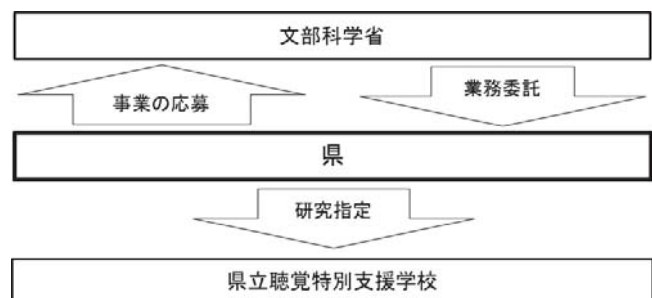 文部科学省
事業の応募
業務委託
県
研究指定
県立聴覚特別支援学校